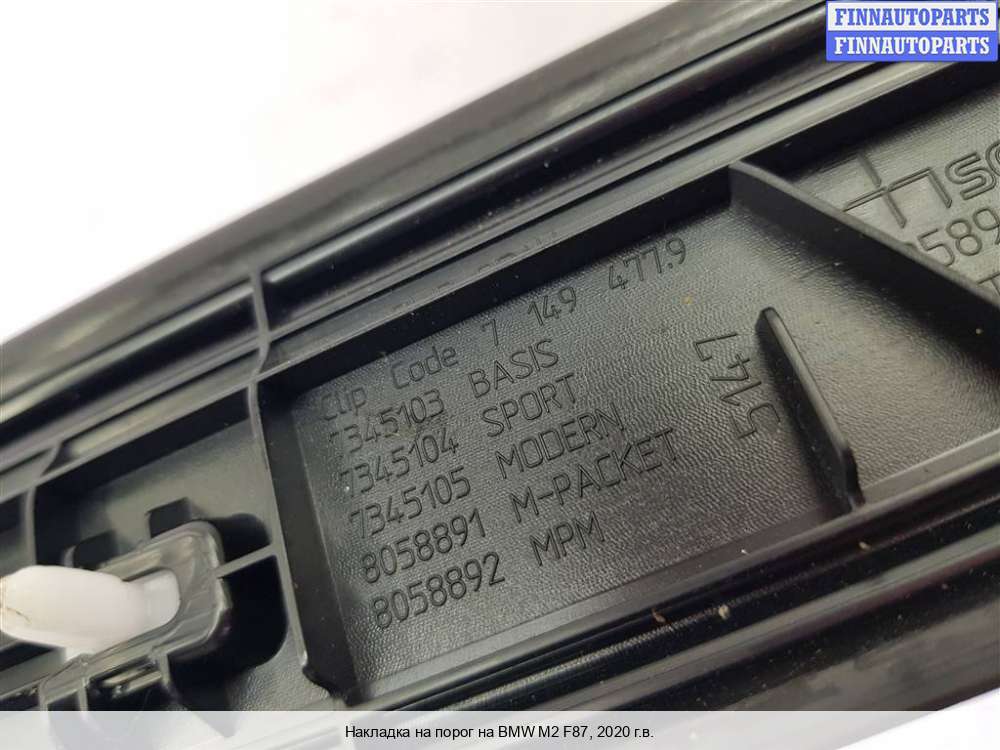 FINNAUTOPARTS
FINNAUTOPARTS
Clip Code 7 149 477.9
7345103 BASIS
7345104 SPORT
7345105 MODERN
8058891 M-PACKET
8058892 MPM
5147
Накладка на порог на BMW M2 F87, 2020 г.в.